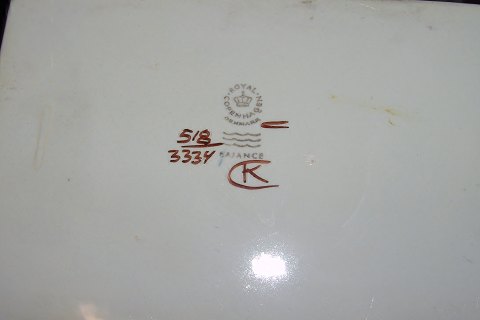 ROYAL COPENHAGEN
DENMARK
518
3334 FAJANCE
K